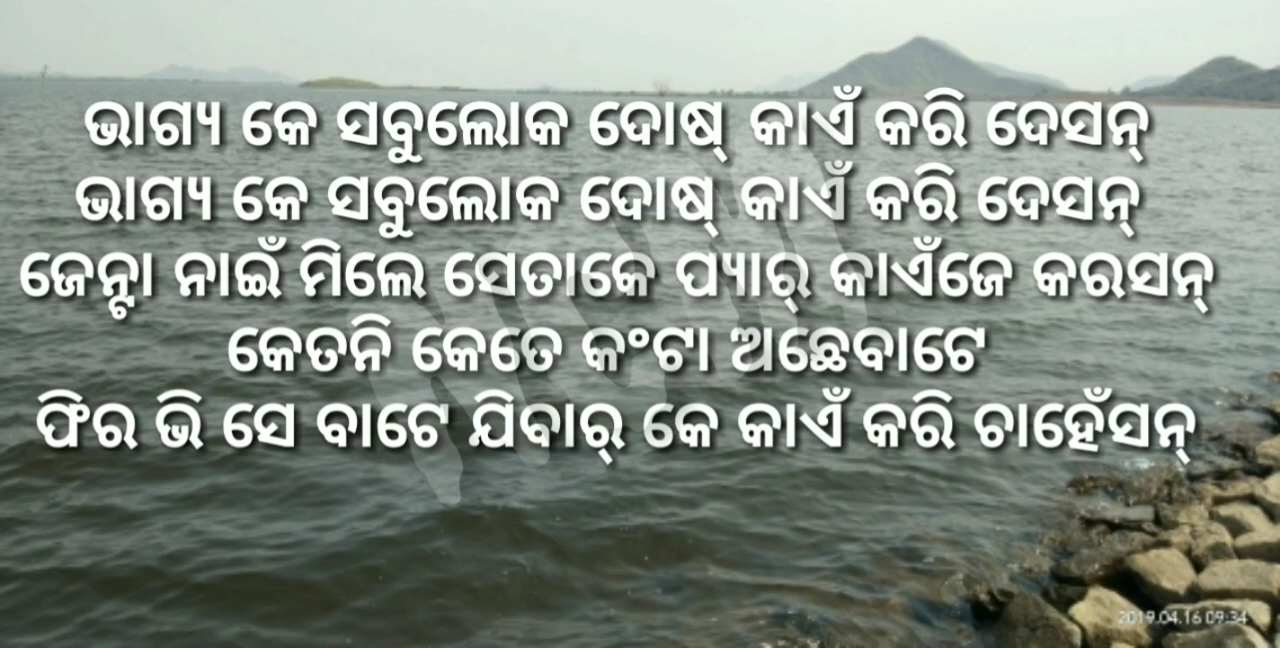 ଭାଗ୍ୟ କେ ସବୁଲୋକ ଦୋଷ୍ କାଏଁ କରି ଦେସନ୍
ଭାଗ୍ୟ କେ ସବୁଲୋକ ଦୋଷ୍ କାଏଁ କରି ଦେସନ୍
ଜେନ୍ଟା ନାଇଁ ମିଲେ ସେତାକେ ପ୍ୟାର୍ କାଏଁଜେ କରସନ୍
କେତନି କେତେ କଂଟା ଅଛେବାଟେ
ଫିର ଭି ସେ ବାଟେ ଯିବାର୍ କେ କାଏଁ କରି ଚାହେଁସନ୍
2019.04.16 09:34